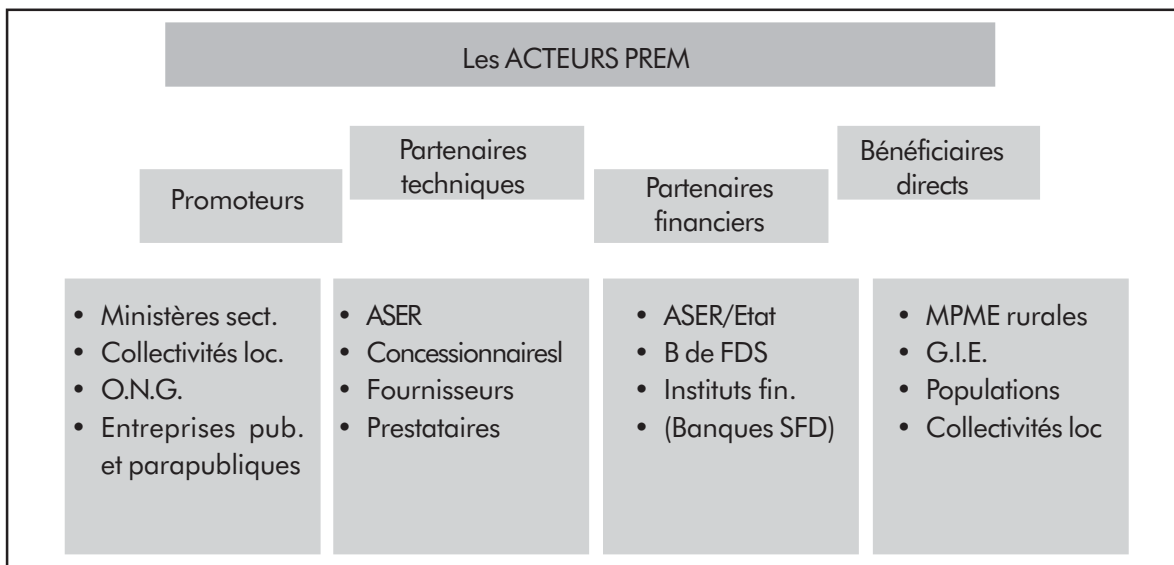 Les ACTEURS PREM
Promoteurs
Partenaires
techniques
Partenaires
financiers
Bénéficiaires
directs
• Ministères sect.
• Collectivités loc.
• O.N.G.
• Entreprises pub.
et parapubliques
• ASER
• Concessionnairesl
• Fournisseurs
• Prestataires
• ASER/Etat
• B de FDS
• Instituts fin.
• (Banques SFD)
• MPME rurales
• G.I.E.
• Populations
• Collectivités loc